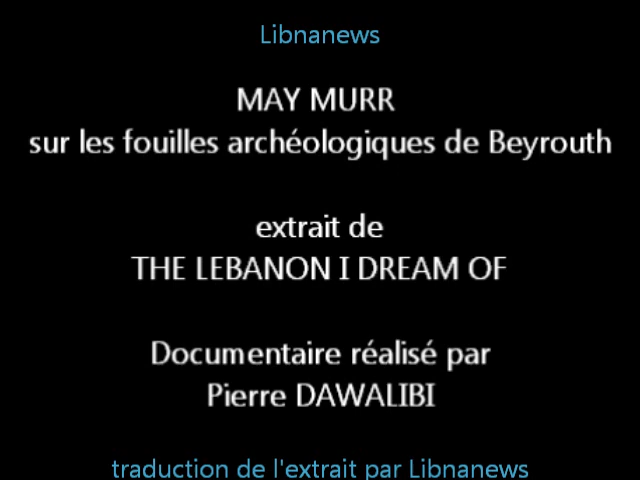 Libnanews
MAY MURR
sur les fouilles archéologiques de Beyrouth
extrait de
THE LEBANON I DREAM OF
Documentaire réalisé par
Pierre DAWALIBI
traduction de l'extrait par Libnanews